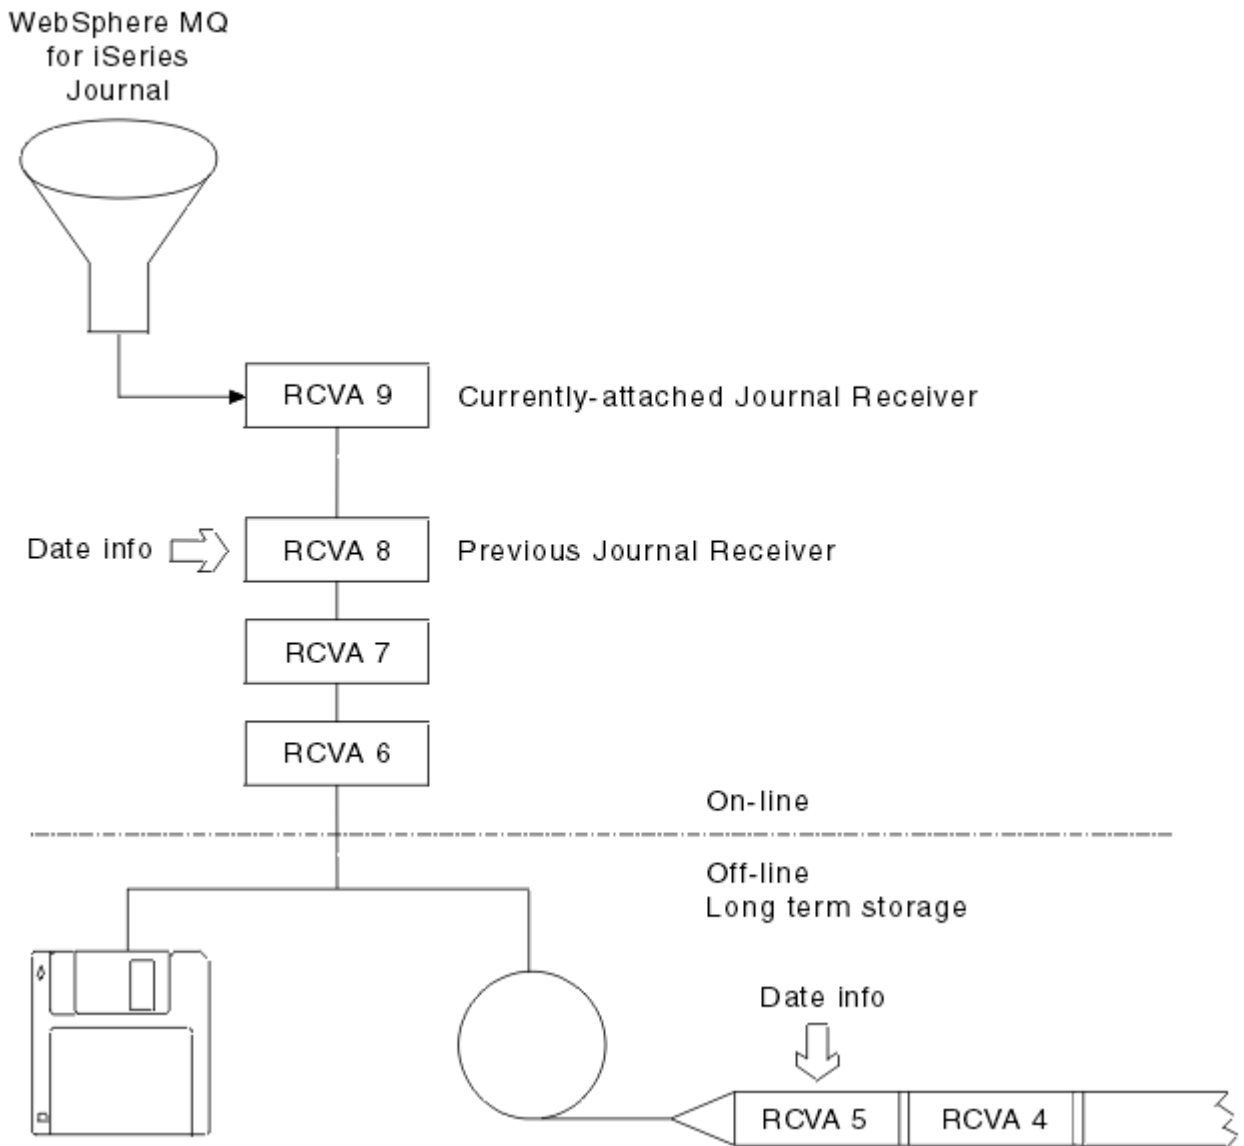 WebSphere MQ
for iSeries
Journal
RCVA 9
Currently-attached Journal Receiver
Date info
RCVA 8
Previous Journal Receiver
RCVA 7
RCVA 6
On-line
Off-line
Long term storage
Date info
RCVA 5
RCVA 4